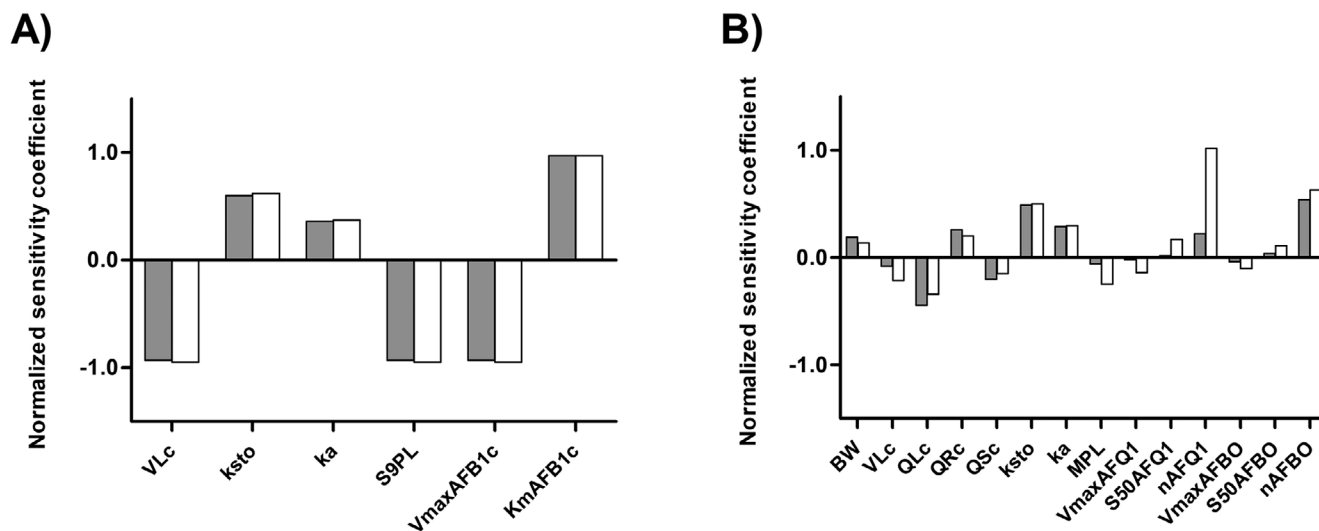 A)
Normalized sensitivity coefficient
1.0
0.0
-1.0
VLc
ksto
ka
S9PL
VmaxAFB1c
KmAFB1c
B)
Normalized sensitivity coefficient
1.0
0.0
-1.0
BW
VLc
QLc
QRc
QSc
ksto
ka
MPL
VmaxAFQ1
S50AFQ1
nAFQ1
VmaxAFBO
S50AFBO
nAFBO